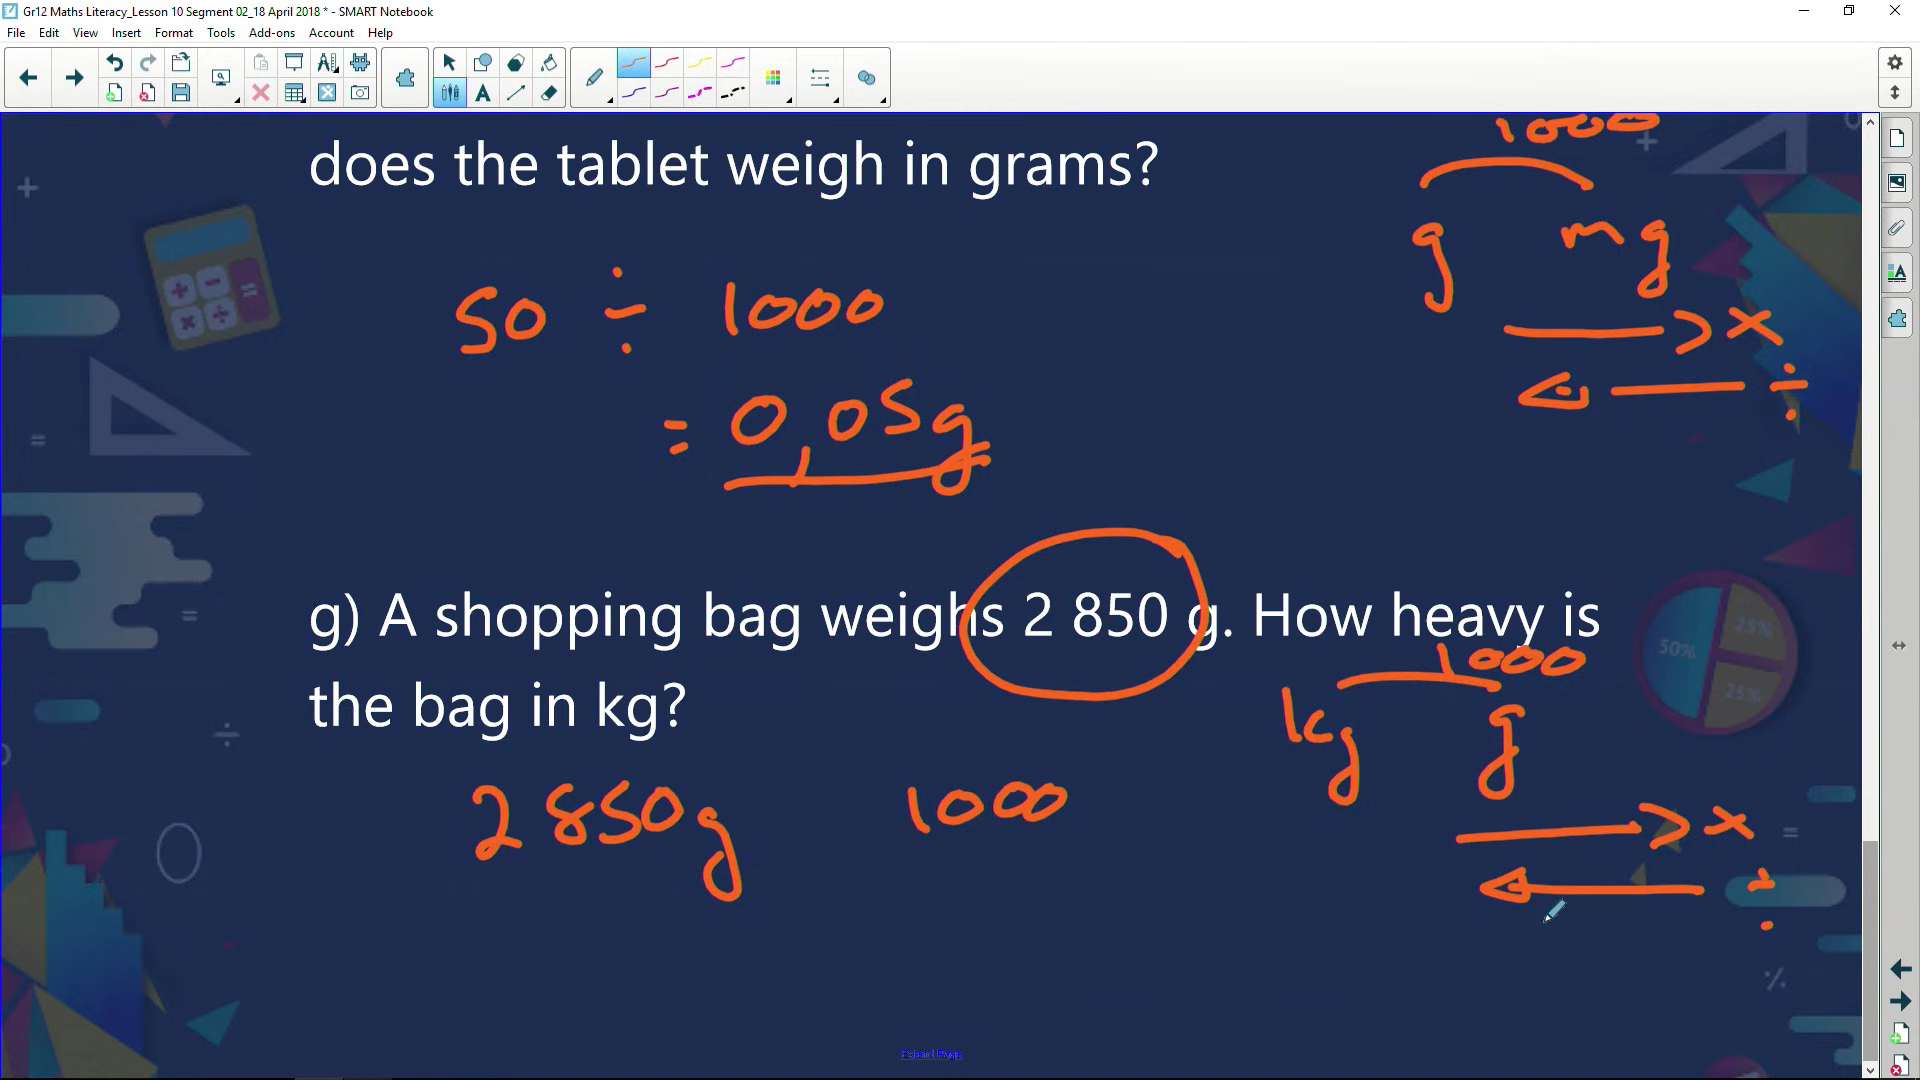 Gr12 Maths Literacy_Lesson 10 Segment 02_18 April 2018 * - SMART Notebook
File Edit View Insert Format Tools Add-ons Account Help
1000
does the tablet weigh in grams?
g mg
50 ÷ 1000
x
÷
= 0,05g
g) A shopping bag weighs 2 850 g. How heavy is
the bag in kg?
1000
kg g
50% 25%
25%
2 850g 1000
x
÷
Extend Page